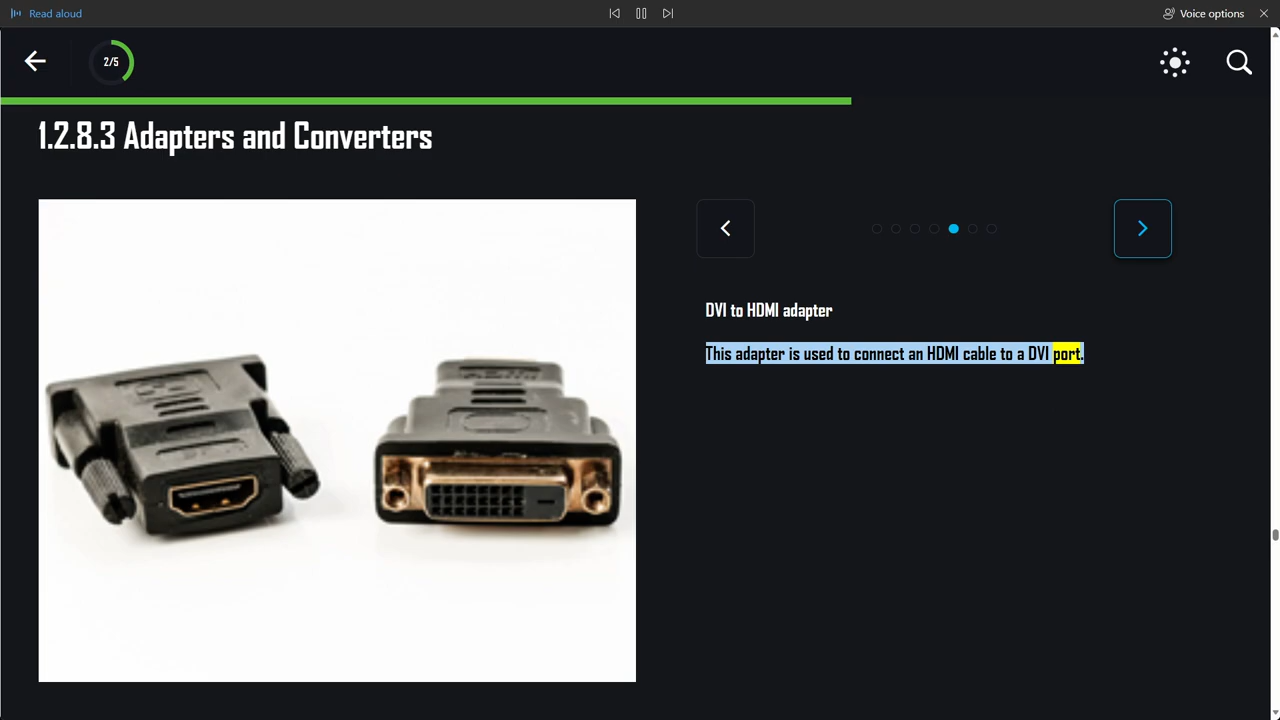 Read aloud
Voice options
2/5
1.2.8.3 Adapters and Converters
DVI to HDMI adapter
This adapter is used to connect an HDMI cable to a DVI port.